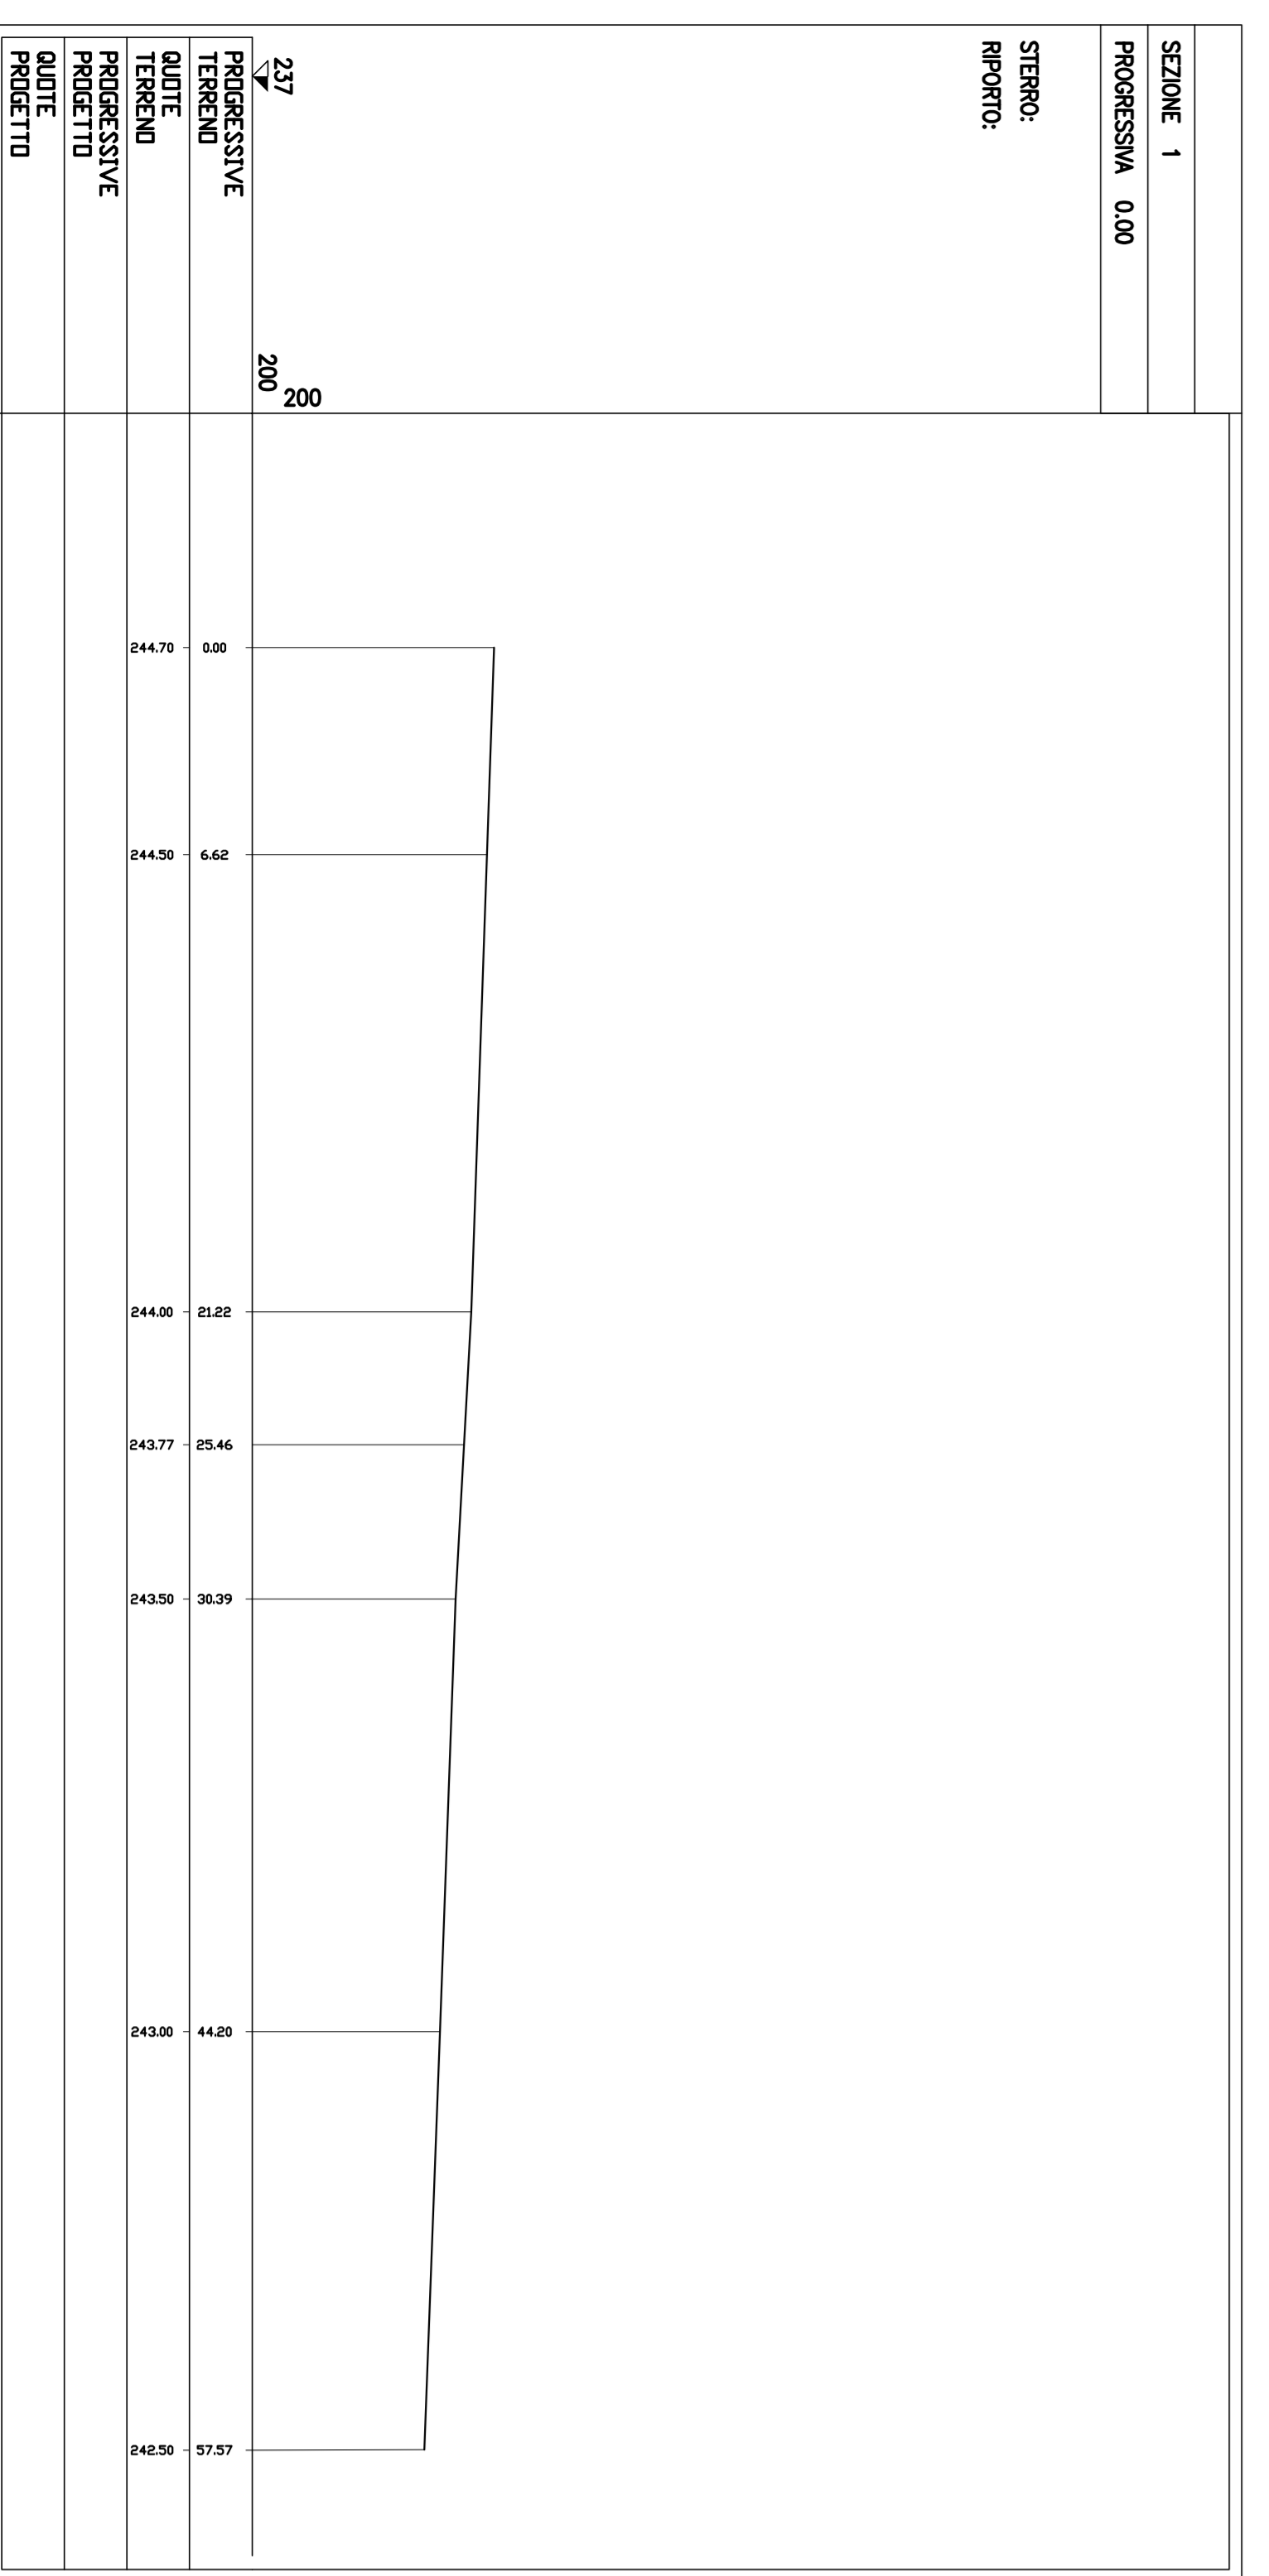 SEZIONE 1
PROGRESSIVA 0.00
STERRO:
RIPORTO:
237
200
200
PROGRESSIVE
TERRENO
0.00 6.62 21.22 25.46 30.39 44.20 57.57
QUOTE
TERRENO
244.70 244.50 244.00 243.77 243.50 243.00 242.50
PROGRESSIVE
PROGETTO
QUOTE
PROGETTO